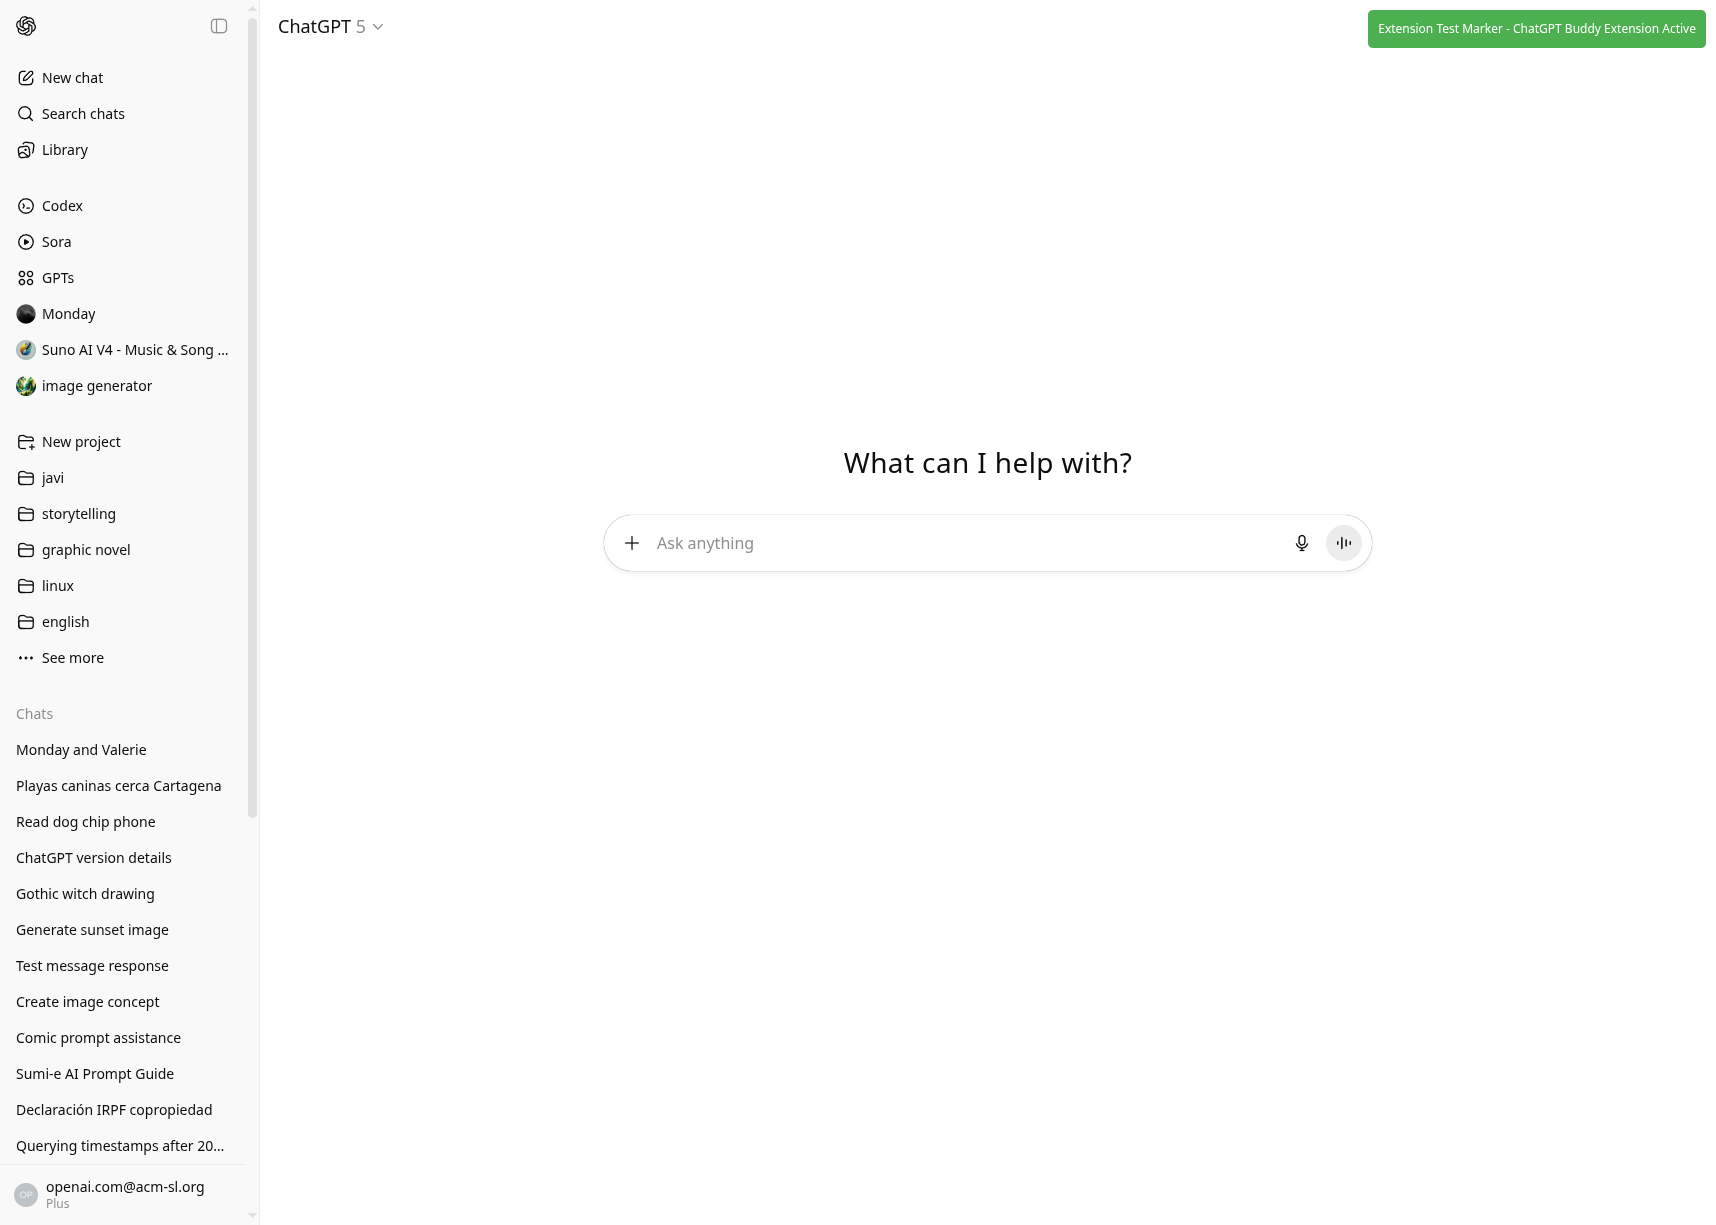 New chat
Search chats
Library
Codex
Sora
GPTs
Monday
Suno AI V4 - Music & Song ...
image generator
New project
javi
storytelling
graphic novel
linux
english
See more
Chats
Monday and Valerie
Playas caninas cerca Cartagena
Read dog chip phone
ChatGPT version details
Gothic witch drawing
Generate sunset image
Test message response
Create image concept
Comic prompt assistance
Sumi-e AI Prompt Guide
Declaración IRPF copropiedad
Querying timestamps after 20...
OP
openai.com@acm-sl.org
Plus
ChatGPT 5
Extension Test Marker - ChatGPT Buddy Extension Active
What can I help with?
Ask anything